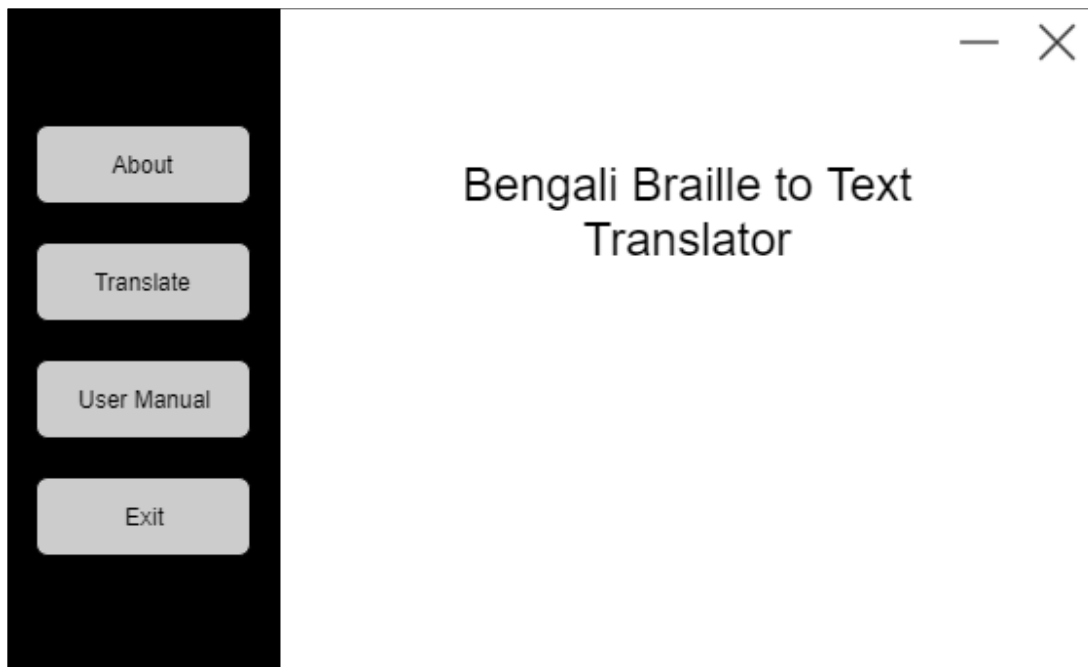 About
Translate
User Manual
Exit
Bengali Braille to Text
Translator